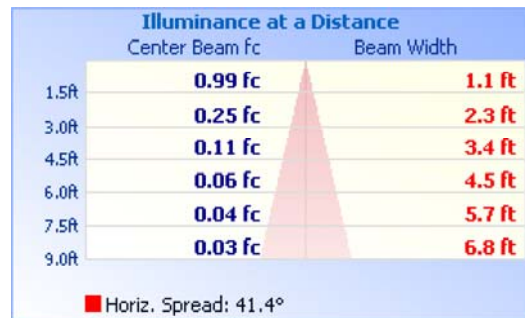 Illuminance at a Distance
Center Beam fc Beam Width
1.5ft 0.99 fc 1.1 ft
3.0ft 0.25 fc 2.3 ft
4.5ft 0.11 fc 3.4 ft
6.0ft 0.06 fc 4.5 ft
7.5ft 0.04 fc 5.7 ft
9.0ft 0.03 fc 6.8 ft
Horiz. Spread: 41.4°